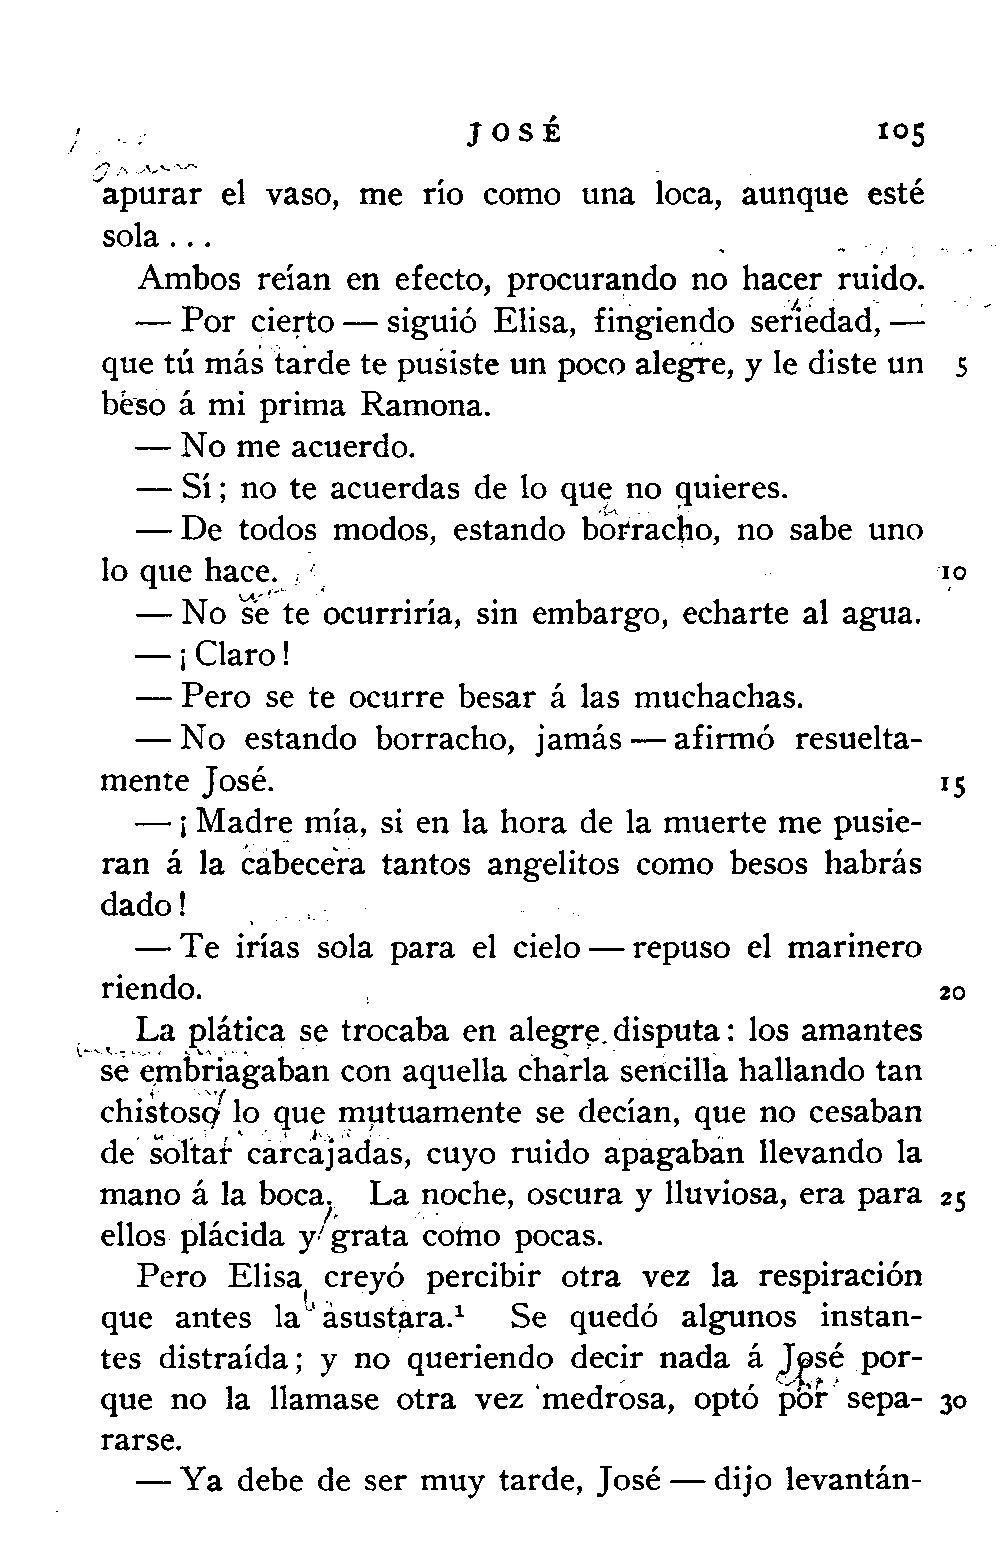 JOSÉ 105
apurar el vaso, me río como una loca, aunque esté
sola . . .
Ambos reían en efecto, procurando no hacer ruido.
— Por cierto — siguió Elisa, fingiendo seriedad, —
que tú más tarde te pusiste un poco alegre, y le diste un 5
beso á mi prima Ramona.
— No me acuerdo.
— Sí; no te acuerdas de lo que no quieres.
— De todos modos, estando borracho, no sabe uno
lo que hace. 10
— No se te ocurriría, sin embargo, echarte al agua.
— ¡ Claro !
— Pero se te ocurre besar á las muchachas.
— No estando borracho, jamás — afirmó resuelta-
mente José. 15
— ¡ Madre mía, si en la hora de la muerte me pusie-
ran á la cabecera tantos angelitos como besos habrás
dado !
— Te irías sola para el cielo — repuso el marinero
riendo. 20
La plática se trocaba en alegre disputa: los amantes
se embriagaban con aquella charla sencilla hallando tan
chistoso lo que mutuamente se decían, que no cesaban
de soltar carcajadas, cuyo ruido apagaban llevando la
mano á la boca. La noche, oscura y lluviosa, era para 25
ellos plácida y grata como pocas.
Pero Elisa creyó percibir otra vez la respiración
que antes la asustara.¹ Se quedó algunos instan-
tes distraída; y no queriendo decir nada á José por-
que no la llamase otra vez medrosa, optó por sepa- 30
rarse.
— Ya debe de ser muy tarde, José — dijo levantán-